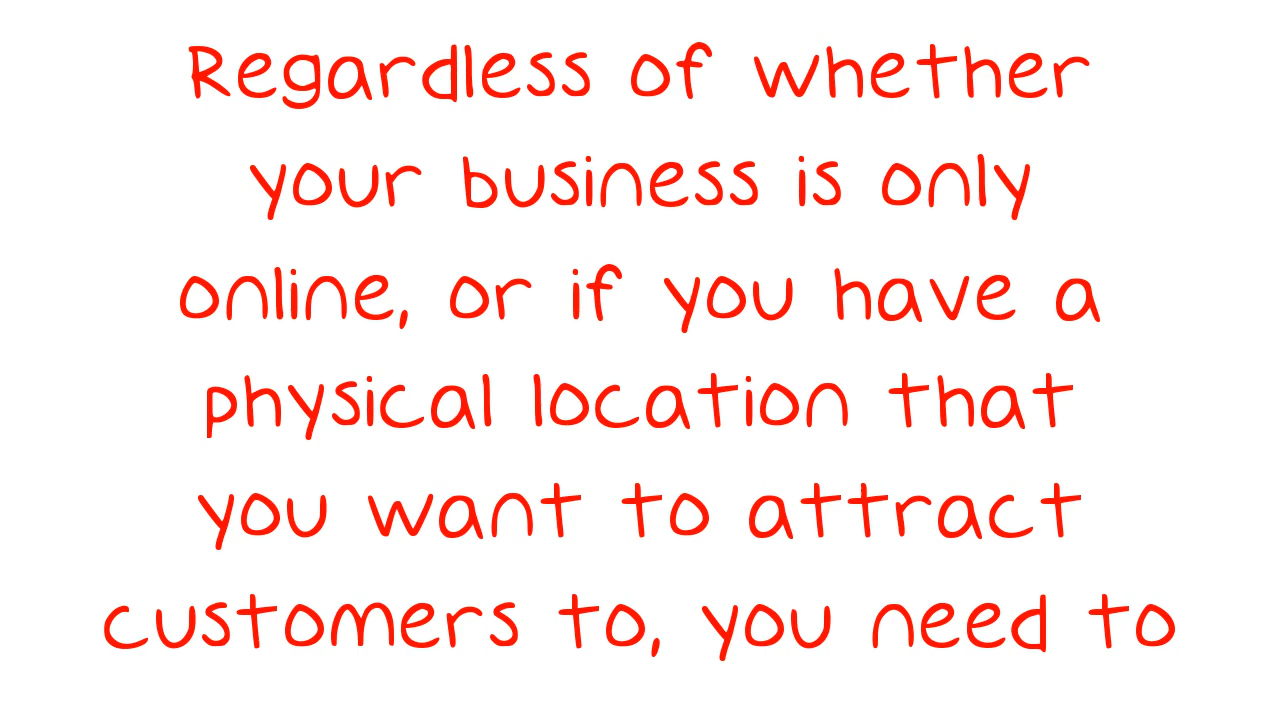 Regardless of whether
your business is only
online, or if you have a
physical location that
you want to attract
customers to, you need to